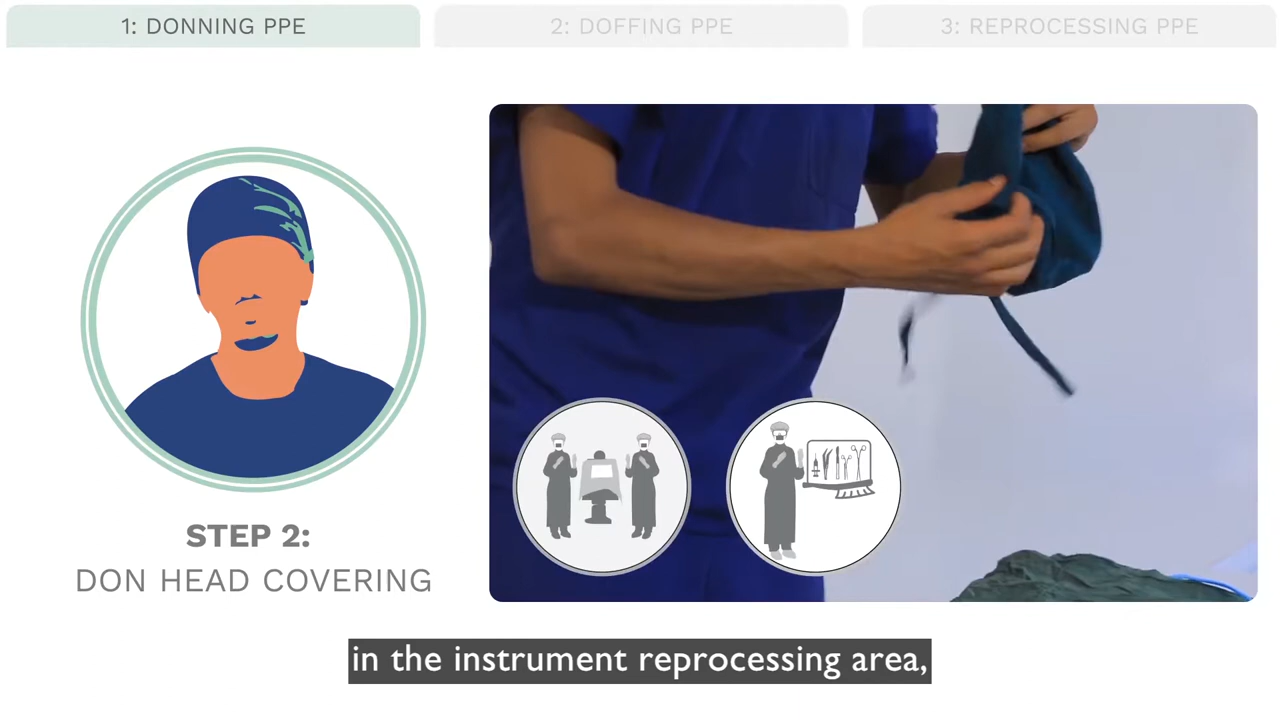 1: DONNING PPE
2: DOFFING PPE
3: REPROCESSING PPE
STEP 2:
DON HEAD COVERING
in the instrument reprocessing area,